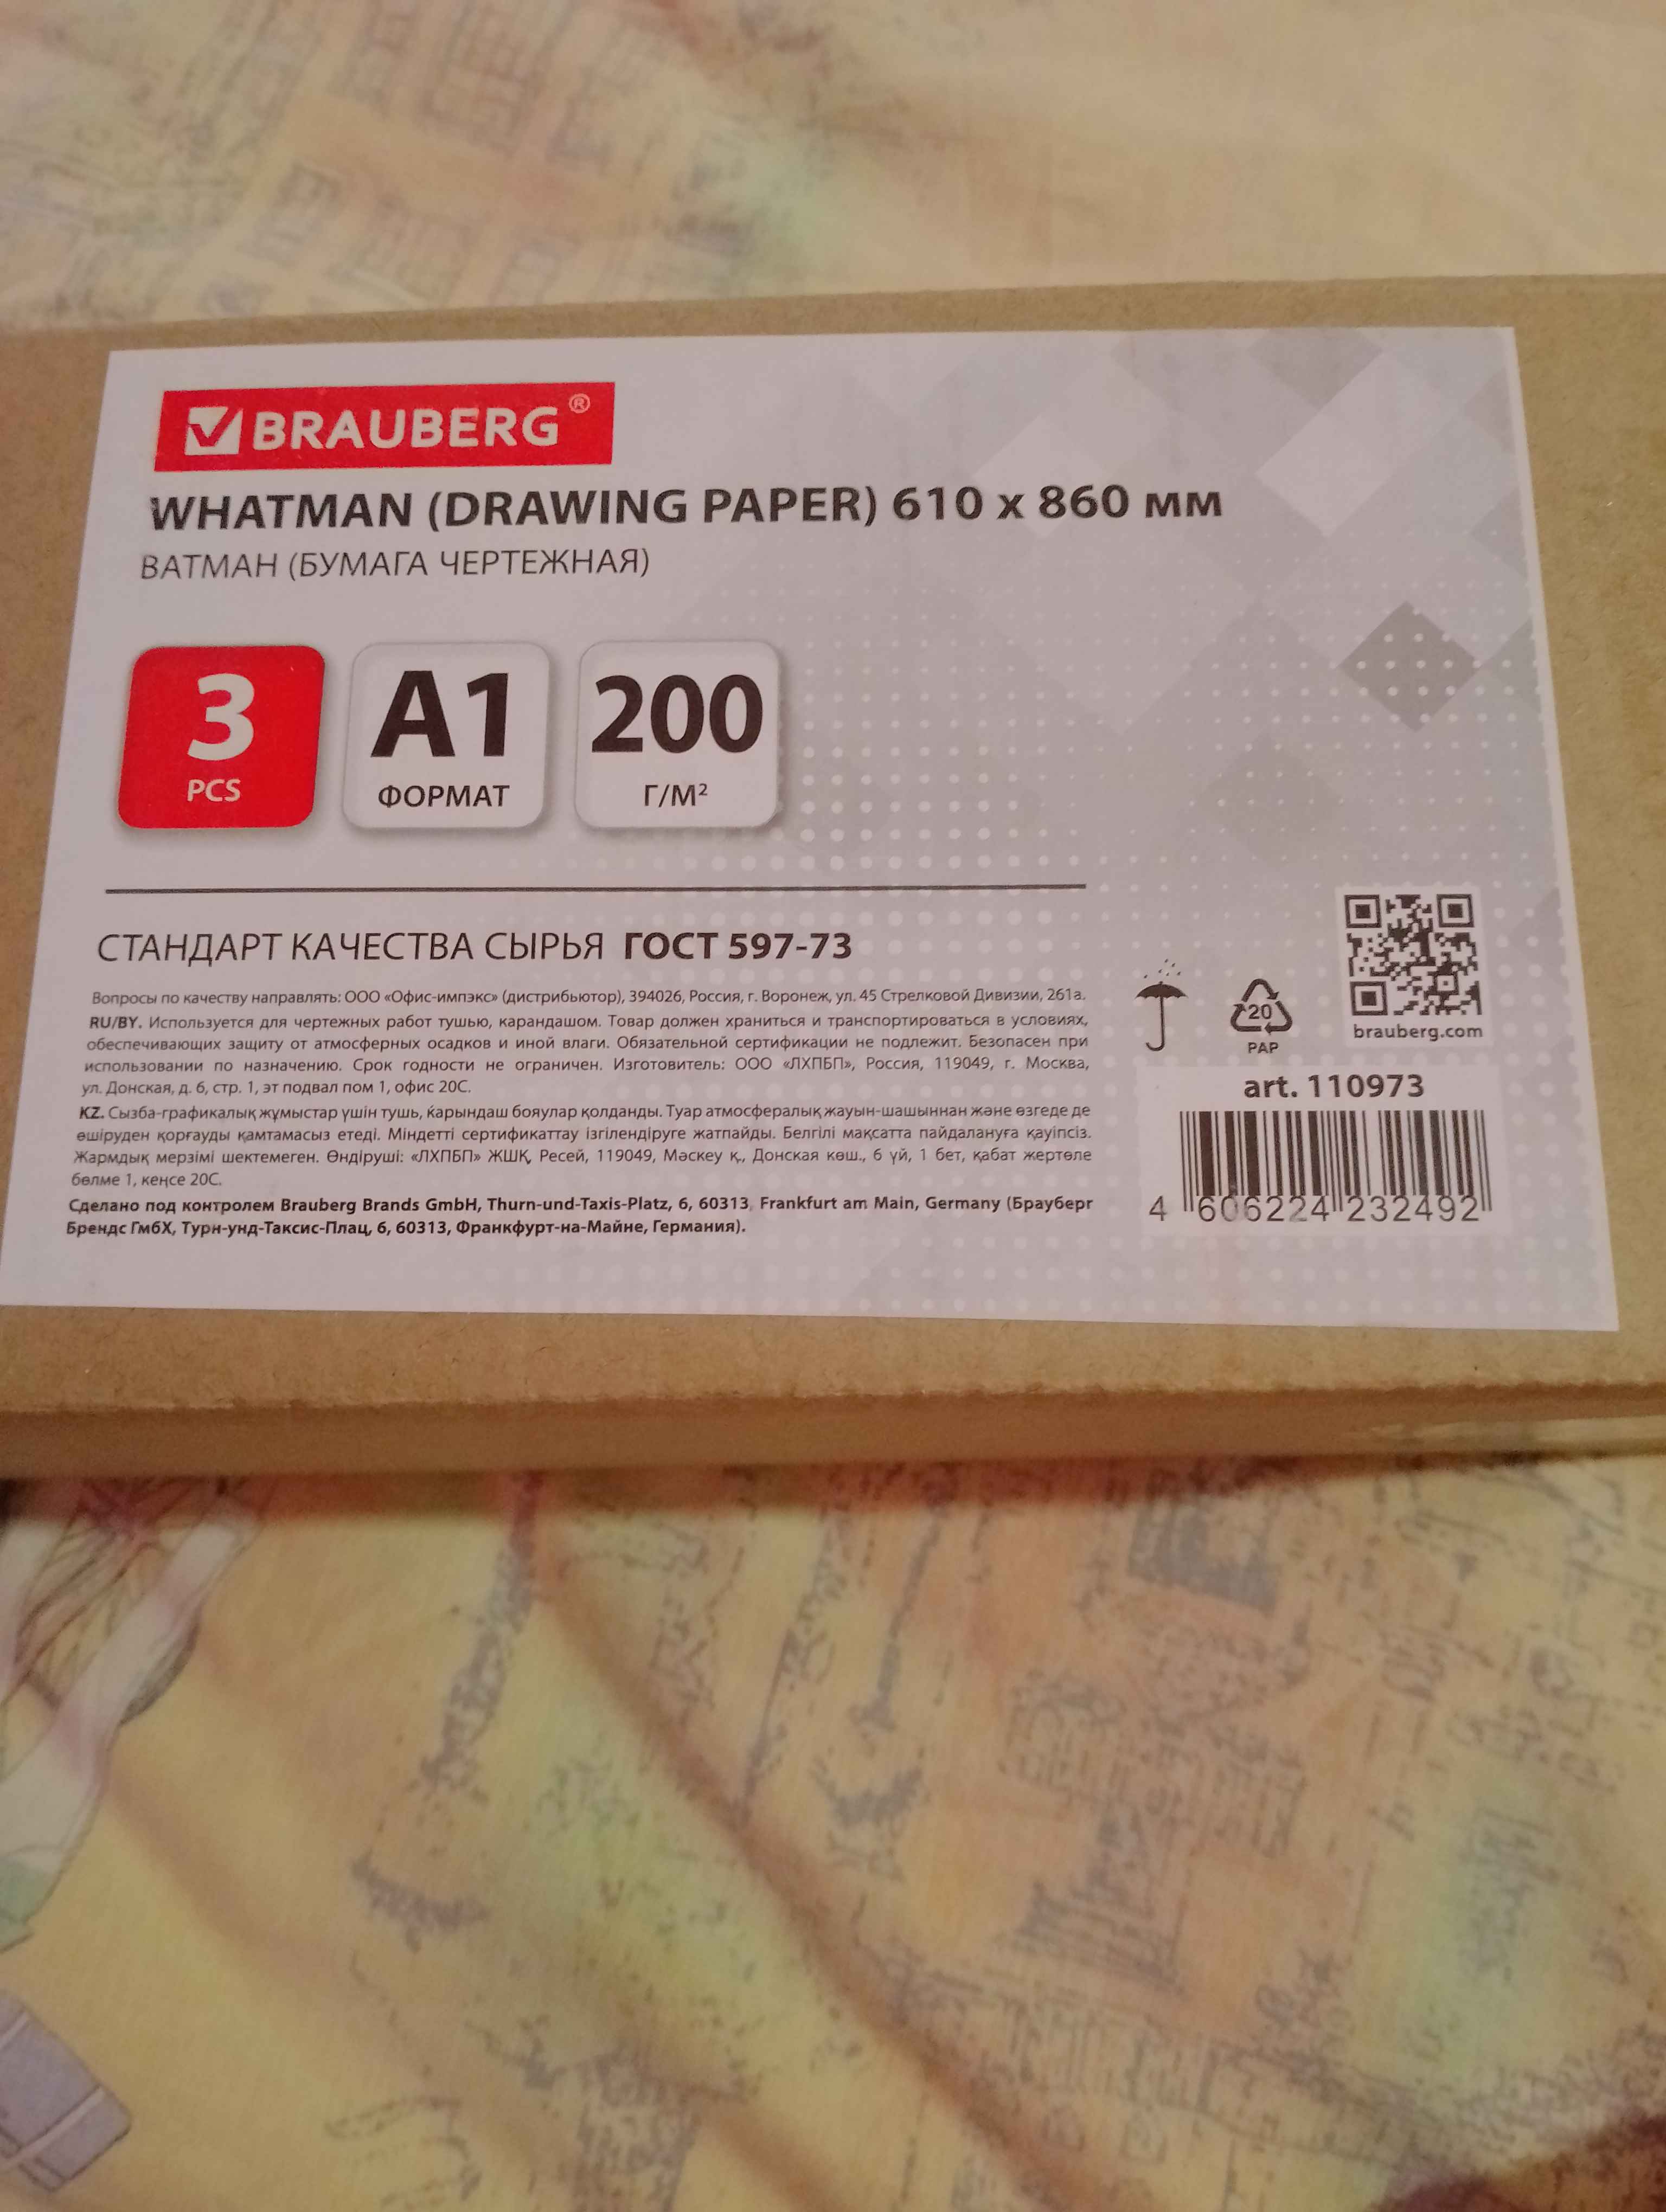 BRAUBERG®
WHATMAN (DRAWING PAPER) 610 x 860 мм
ВАТМАН (БУМАГА ЧЕРТЕЖНАЯ)
3
PCS
А1
ФОРМАТ
200
Г/М²
СТАНДАРТ КАЧЕСТВА СЫРЬЯ ГОСТ 597-73
Вопросы по качеству направлять: ООО «Офис-импэкс» (дистрибьютор), 394026, Россия, г. Воронеж, ул. 45 Стрелковой Дивизии, 261а.
RU/BY. Используется для чертежных работ тушью, карандашом. Товар должен храниться и транспортироваться в условиях,
обеспечивающих защиту от атмосферных осадков и иной влаги. Обязательной сертификации не подлежит. Безопасен при
использовании по назначению. Срок годности не ограничен. Изготовитель: ООО «ЛХПБП», Россия, 119049, г. Москва,
ул. Донская, д. 6, стр. 1, эт подвал пом 1, офис 20С.
KZ. Сызба-графикалық жұмыстар үшін тушь, қарындаш бояулар қолданды. Туар атмосфералық жауын-шашыннан және өзгеде де
өшіруден қорғауды қамтамасыз етеді. Міндетті сертификаттау ізгілендіруге жатпайды. Белгілі мақсатта пайдалануға қауіпсіз.
Жармдық мерзімі шектемеген. Өндіруші: «ЛХПБП» ЖШҚ, Ресей, 119049, Мәскеу қ., Донская көш., 6 үй, 1 бет, қабат жертөле
бөлме 1, кеңсе 20С.
Сделано под контролем Brauberg Brands GmbH, Thurn-und-Taxis-Platz, 6, 60313, Frankfurt am Main, Germany (Брауберг
Брендс ГмбХ, Турн-унд-Таксис-Плац, 6, 60313, Франкфурт-на-Майне, Германия).
20
PAP
brauberg.com
art. 110973
4 606224 232492